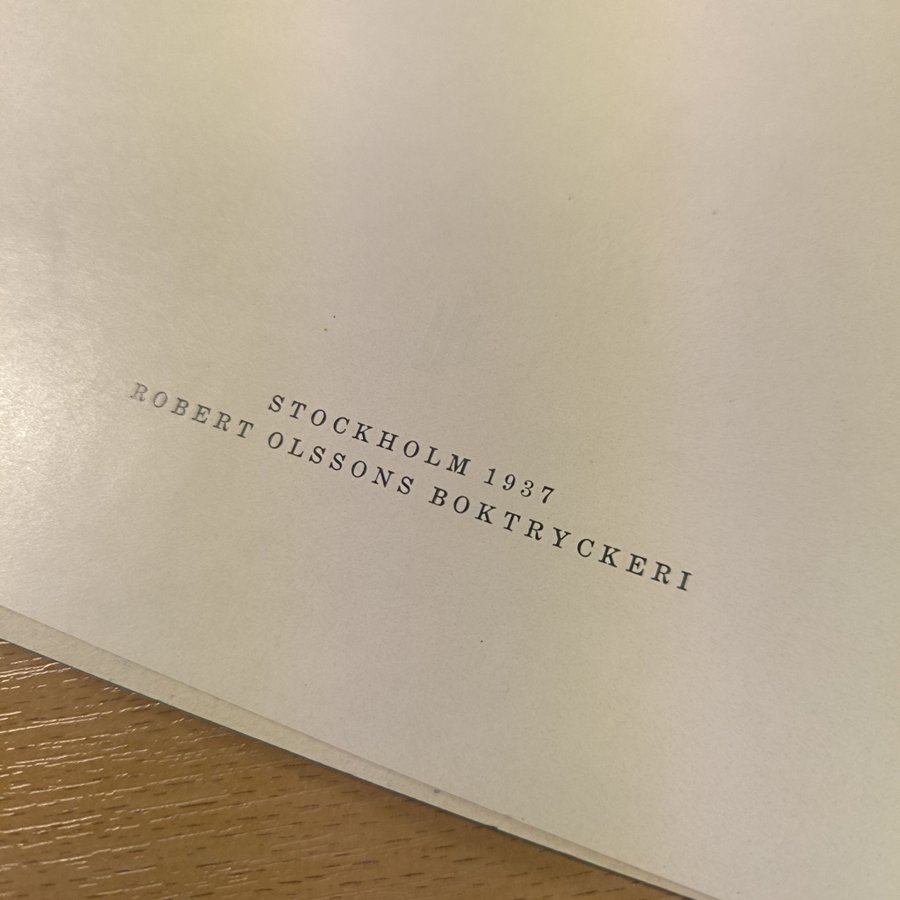 STOCKHOLM 1937
ROBERT OLSSONS BOKTRYCKERI